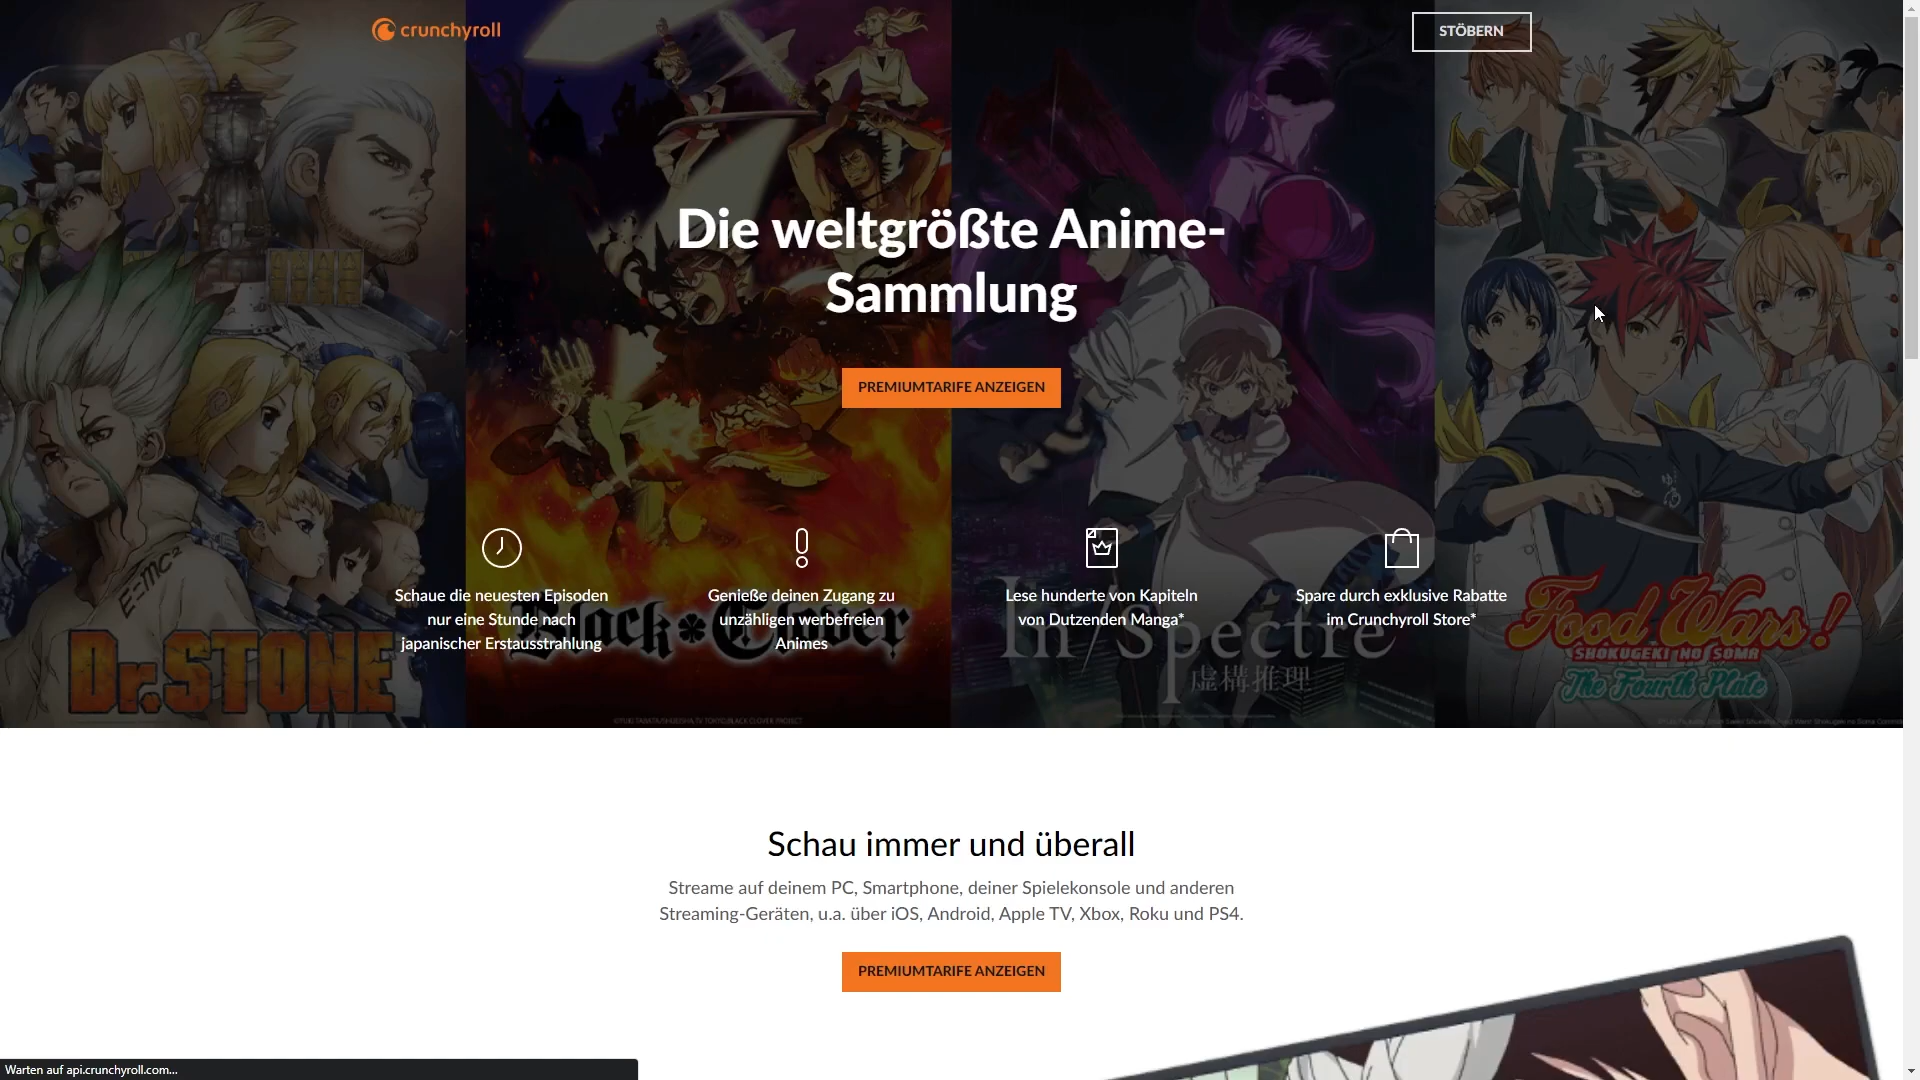 crunchyroll
STÖBERN
Die weltgrößte Anime-
Sammlung
PREMIUMTARIFE ANZEIGEN
Schaue die neuesten Episoden
nur eine Stunde nach
japanischer Erstausstrahlung
Genieße deinen Zugang zu
unzähligen werbefreien
Animes
Lese hunderte von Kapiteln
von Dutzenden Manga*
Spare durch exklusive Rabatte
im Crunchyroll Store*
E=MC²
Dr.STONE
Black Clover
In/Spectre
虚構推理
Food Wars!
SHOKUGEKI NO SOMA
The Fourth Plate
Schau immer und überall
Streame auf deinem PC, Smartphone, deiner Spielekonsole und anderen
Streaming-Geräten, u.a. über iOS, Android, Apple TV, Xbox, Roku und PS4.
PREMIUMTARIFE ANZEIGEN
Warten auf api.crunchyroll.com...